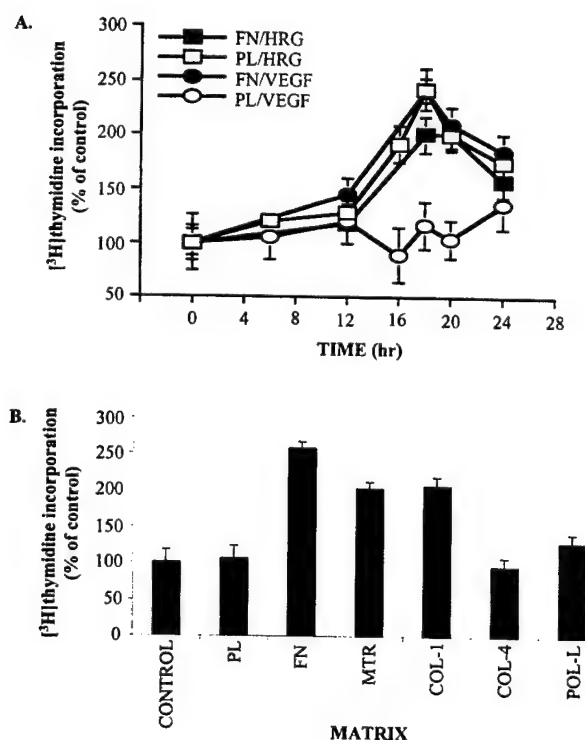 A.
300
250
200
150
100
50
[³H]thymidine incorporation
(% of control)
FN/HRG
PL/HRG
FN/VEGF
PL/VEGF
0 4 8 12 16 20 24 28
TIME (hr)
B.
300
250
200
150
100
50
0
[³H]thymidine incorporation
(% of control)
CONTROL
PL
FN
MTR
COL-1
COL-4
POL-L
MATRIX